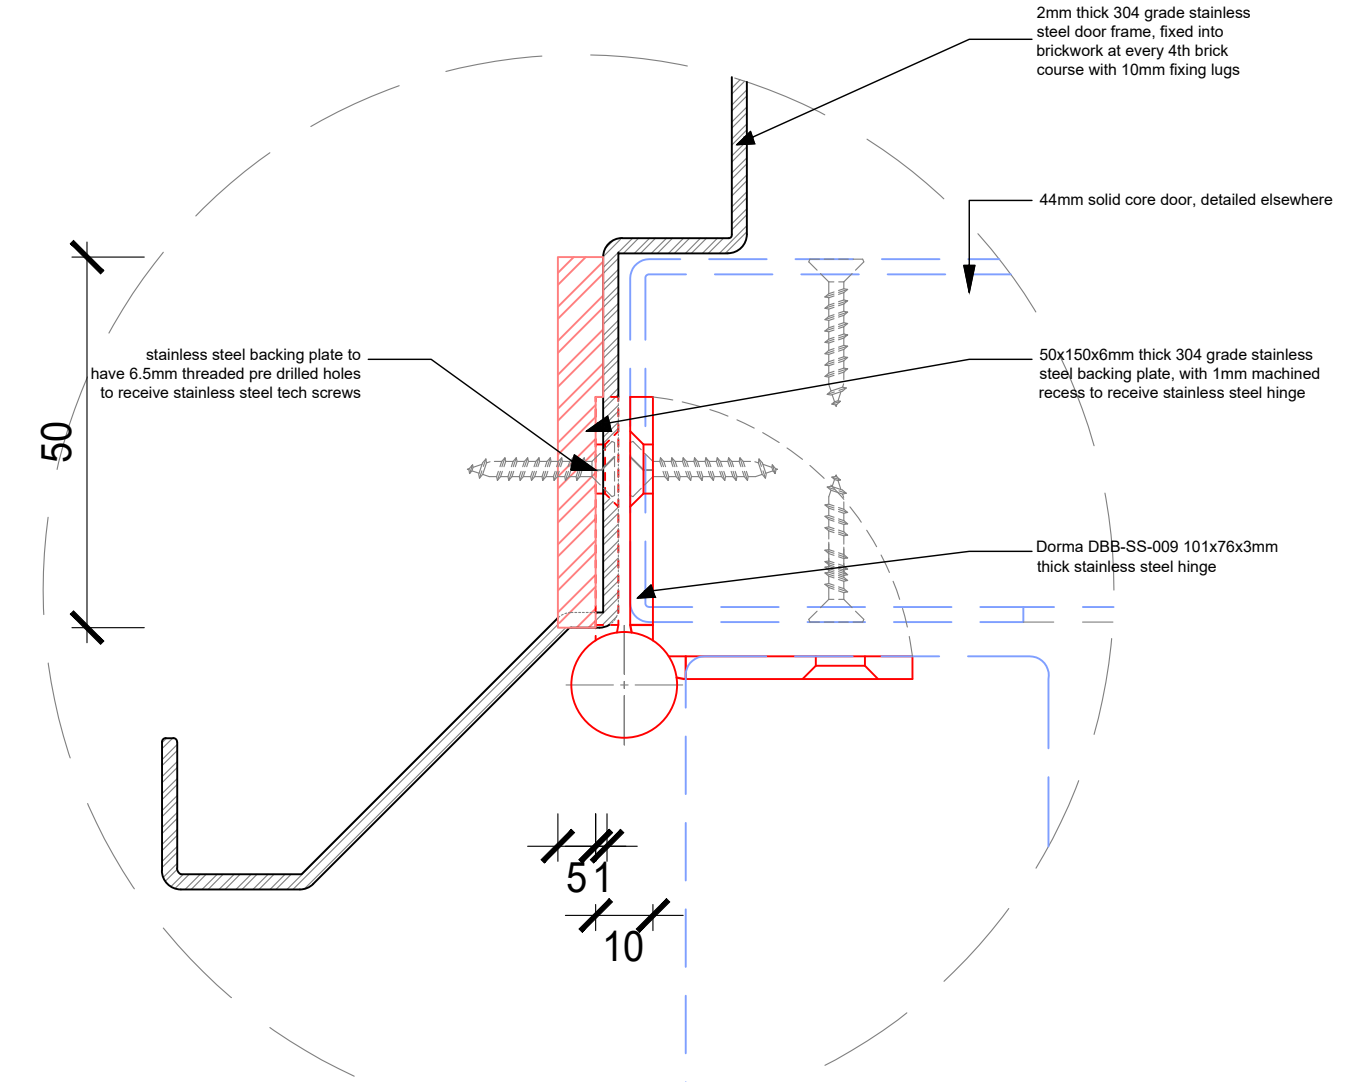 2mm thick 304 grade stainless
steel door frame, fixed into
brickwork at every 4th brick
course with 10mm fixing lugs
44mm solid core door, detailed elsewhere
stainless steel backing plate to
have 6.5mm threaded pre drilled holes
to receive stainless steel tech screws
50x150x6mm thick 304 grade stainless
steel backing plate, with 1mm machined
recess to receive stainless steel hinge
50
Dorma DBB-SS-009 101x76x3mm
thick stainless steel hinge
5 1
10